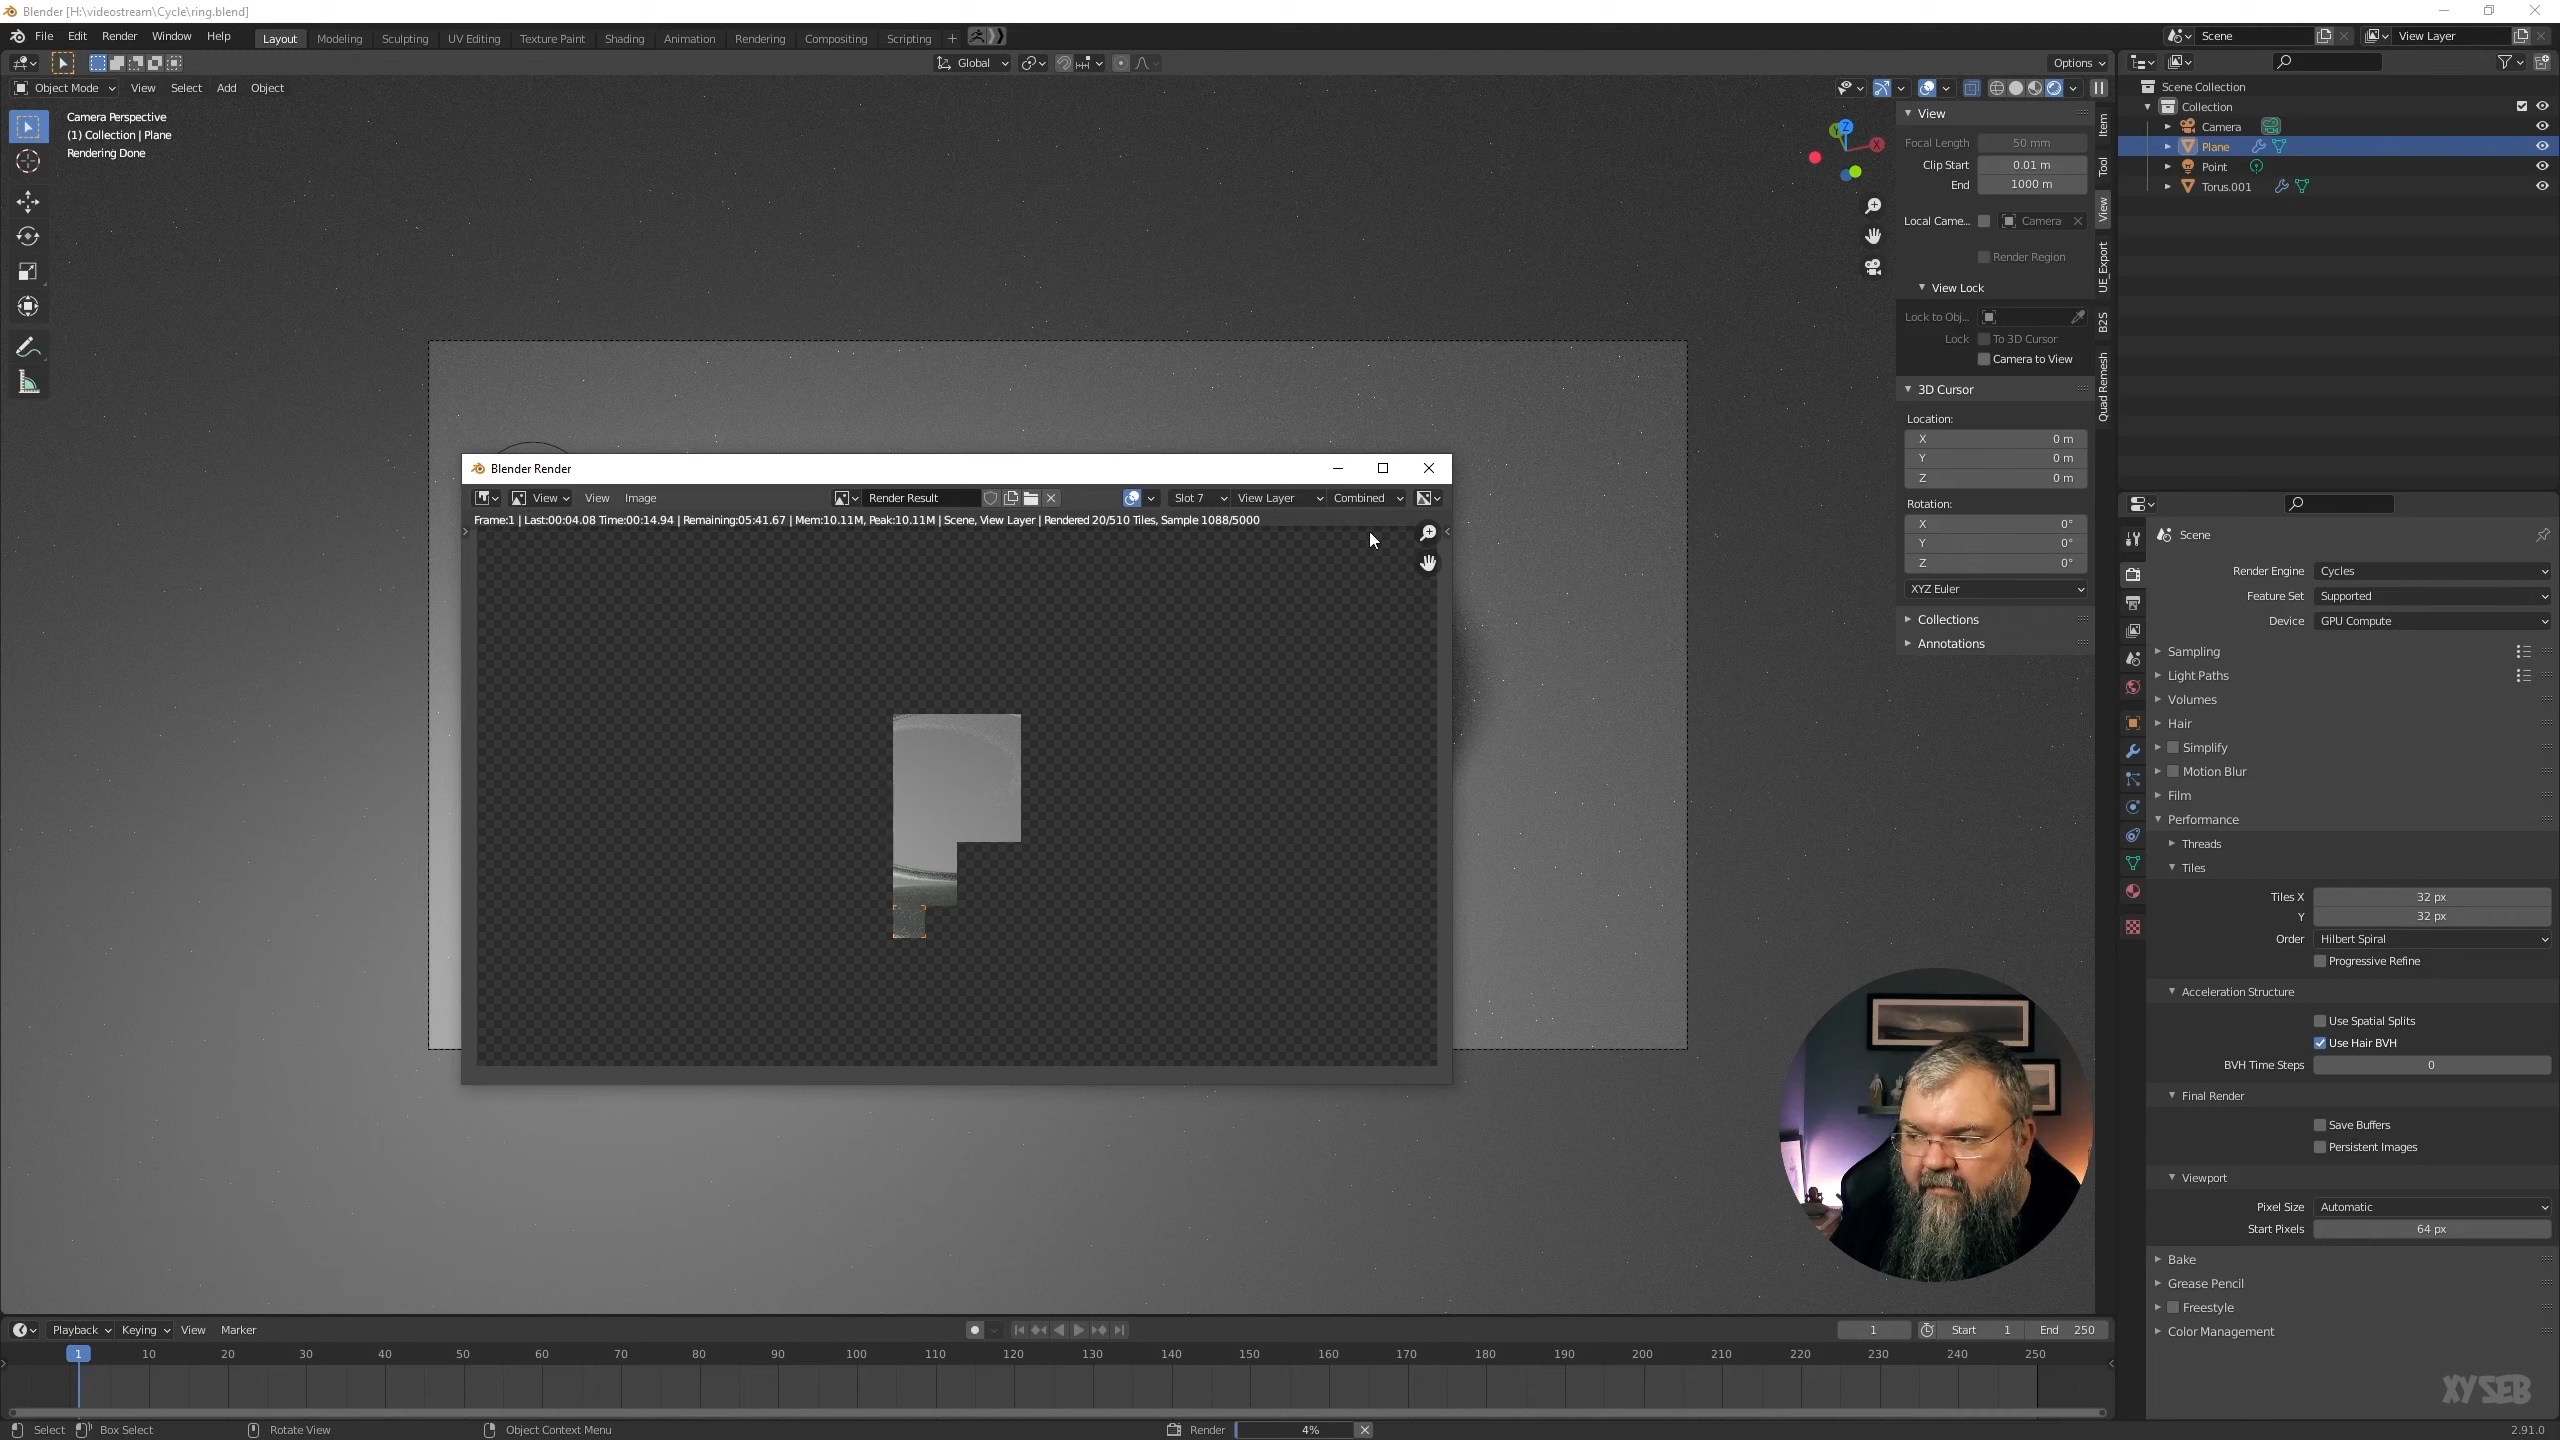 Blender [H:\videostream\Cycle\ring.blend]
File Edit Render Window Help
Layout Modeling Sculpting UV Editing Texture Paint Shading Animation Rendering Compositing Scripting +
Scene
View Layer
Global
Options
Object Mode View Select Add Object
Camera Perspective
(1) Collection | Plane
Rendering Done
Z
Y
X
View
Focal Length 50 mm
Clip Start 0.01 m
End 1000 m
Local Came... Camera
Render Region
View Lock
Lock to Obj...
Lock To 3D Cursor
Camera to View
3D Cursor
Location:
X 0 m
Y 0 m
Z 0 m
Rotation:
X 0°
Y 0°
Z 0°
XYZ Euler
Collections
Annotations
Item
Tool
View
UE_Export
B2S
Quad Remesh
Scene Collection
Collection
Camera
Plane
Point
Torus.001
Blender Render
View View Image
Render Result
Slot 7 View Layer Combined
Frame:1 | Last:00:04.08 Time:00:14.94 | Remaining:05:41.67 | Mem:10.11M, Peak:10.11M | Scene, View Layer | Rendered 20/510 Tiles, Sample 1088/5000
Scene
Render Engine Cycles
Feature Set Supported
Device GPU Compute
Sampling
Light Paths
Volumes
Hair
Simplify
Motion Blur
Film
Performance
Threads
Tiles
Tiles X 32 px
Y 32 px
Order Hilbert Spiral
Progressive Refine
Acceleration Structure
Use Spatial Splits
Use Hair BVH
BVH Time Steps 0
Final Render
Save Buffers
Persistent Images
Viewport
Pixel Size Automatic
Start Pixels 64 px
Bake
Grease Pencil
Freestyle
Color Management
Playback Keying View Marker
1 Start 1 End 250
1 10 20 30 40 50 60 70 80 90 100 110 120 130 140 150 160 170 180 190 200 210 220 230 240 250
XYSEB
Select Box Select Rotate View Object Context Menu
Render 4%
2.91.0